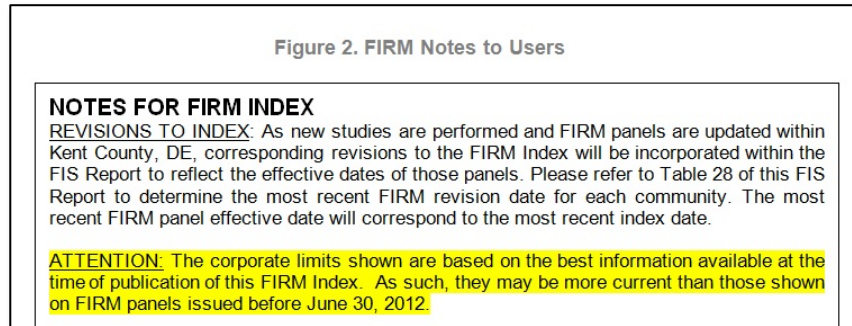 Figure 2. FIRM Notes to Users
NOTES FOR FIRM INDEX
REVISIONS TO INDEX: As new studies are performed and FIRM panels are updated within
Kent County, DE, corresponding revisions to the FIRM Index will be incorporated within the
FIS Report to reflect the effective dates of those panels. Please refer to Table 28 of this FIS
Report to determine the most recent FIRM revision date for each community. The most
recent FIRM panel effective date will correspond to the most recent index date.
ATTENTION: The corporate limits shown are based on the best information available at the
time of publication of this FIRM Index. As such, they may be more current than those shown
on FIRM panels issued before June 30, 2012.